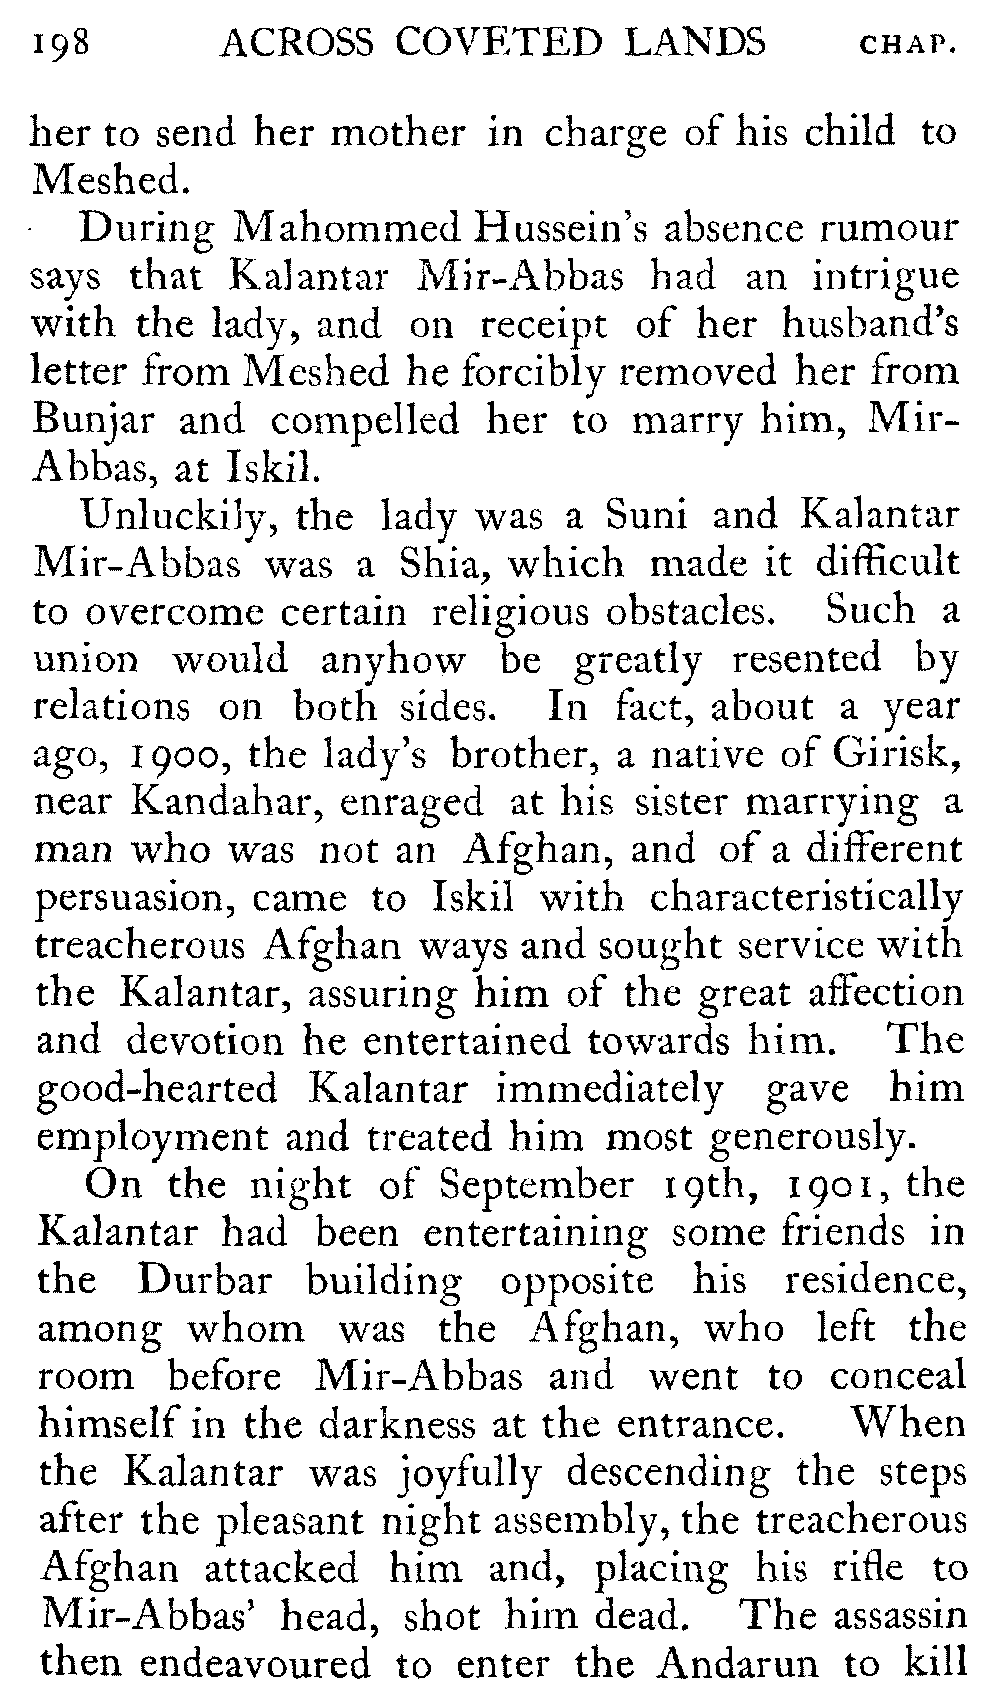 198 ACROSS COVETED LANDS CHAP.
her to send her mother in charge of his child to
Meshed.
During Mahommed Hussein's absence rumour
says that Kalantar Mir-Abbas had an intrigue
with the lady, and on receipt of her husband's
letter from Meshed he forcibly removed her from
Bunjar and compelled her to marry him, Mir-
Abbas, at Iskil.
Unluckily, the lady was a Suni and Kalantar
Mir-Abbas was a Shia, which made it difficult
to overcome certain religious obstacles. Such a
union would anyhow be greatly resented by
relations on both sides. In fact, about a year
ago, 1900, the lady's brother, a native of Girisk,
near Kandahar, enraged at his sister marrying a
man who was not an Afghan, and of a different
persuasion, came to Iskil with characteristically
treacherous Afghan ways and sought service with
the Kalantar, assuring him of the great affection
and devotion he entertained towards him. The
good-hearted Kalantar immediately gave him
employment and treated him most generously.
On the night of September 19th, 1901, the
Kalantar had been entertaining some friends in
the Durbar building opposite his residence,
among whom was the Afghan, who left the
room before Mir-Abbas and went to conceal
himself in the darkness at the entrance. When
the Kalantar was joyfully descending the steps
after the pleasant night assembly, the treacherous
Afghan attacked him and, placing his rifle to
Mir-Abbas' head, shot him dead. The assassin
then endeavoured to enter the Andarun to kill